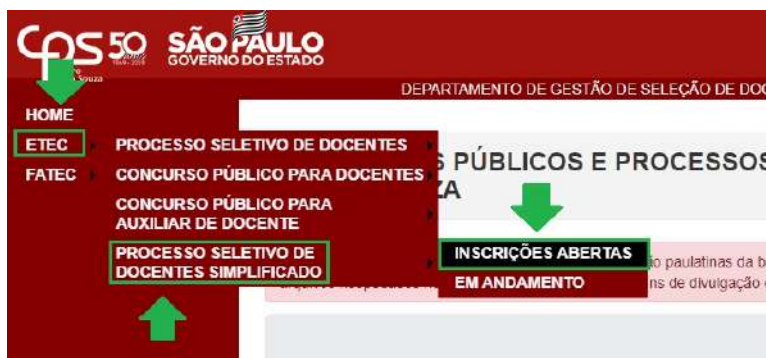 CPS 50 SÃO PAULO
GOVERNO DO ESTADO
Souza
DEPARTAMENTO DE GESTÃO DE SELEÇÃO DE DOC
HOME
ETEC
PROCESSO SELETIVO DE DOCENTES
FATEC
CONCURSO PÚBLICO PARA DOCENTES
CONCURSO PÚBLICO PARA
AUXILIAR DE DOCENTE
PROCESSO SELETIVO DE
DOCENTES SIMPLIFICADO
S PÚBLICOS E PROCESSOS
ZA
INSCRIÇÕES ABERTAS
EM ANDAMENTO
ão paulatinas da b
ns de divulgação